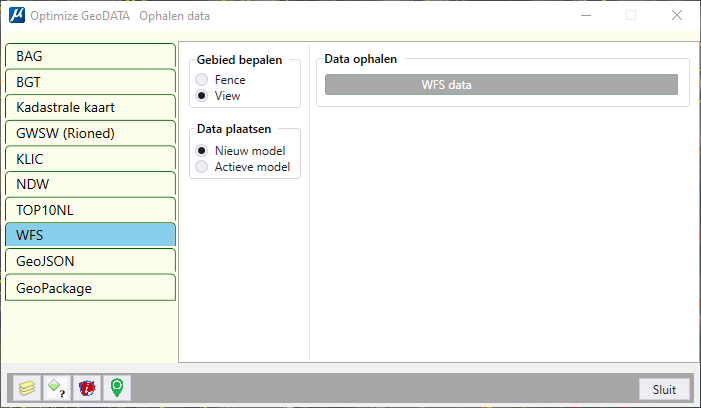 Optimize GeoDATA Ophalen data
BAG
BGT
Kadastrale kaart
GWSW (Rioned)
KLIC
NDW
TOP10NL
WFS
GeoJSON
GeoPackage
Gebied bepalen
Fence
View
Data plaatsen
Nieuw model
Actieve model
Data ophalen
WFS data
Sluit